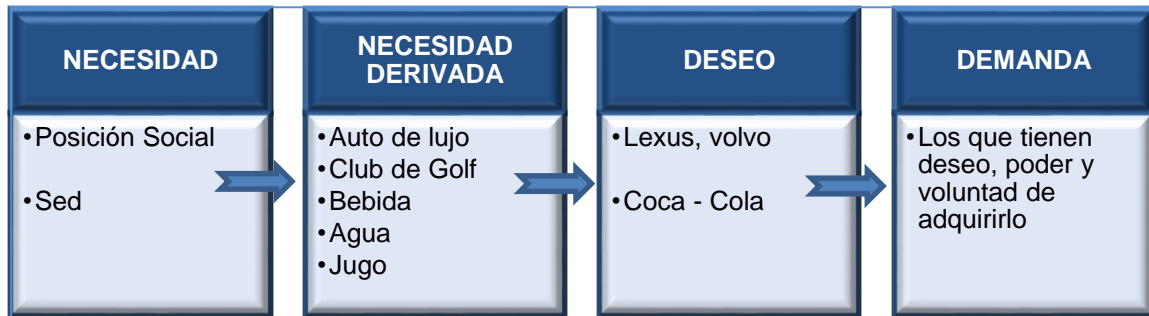 NECESIDAD
•Posición Social
•Sed
NECESIDAD
DERIVADA
•Auto de lujo
•Club de Golf
•Bebida
•Agua
•Jugo
DESEO
•Lexus, volvo
•Coca - Cola
DEMANDA
•Los que tienen
deseo, poder y
voluntad de
adquirirlo